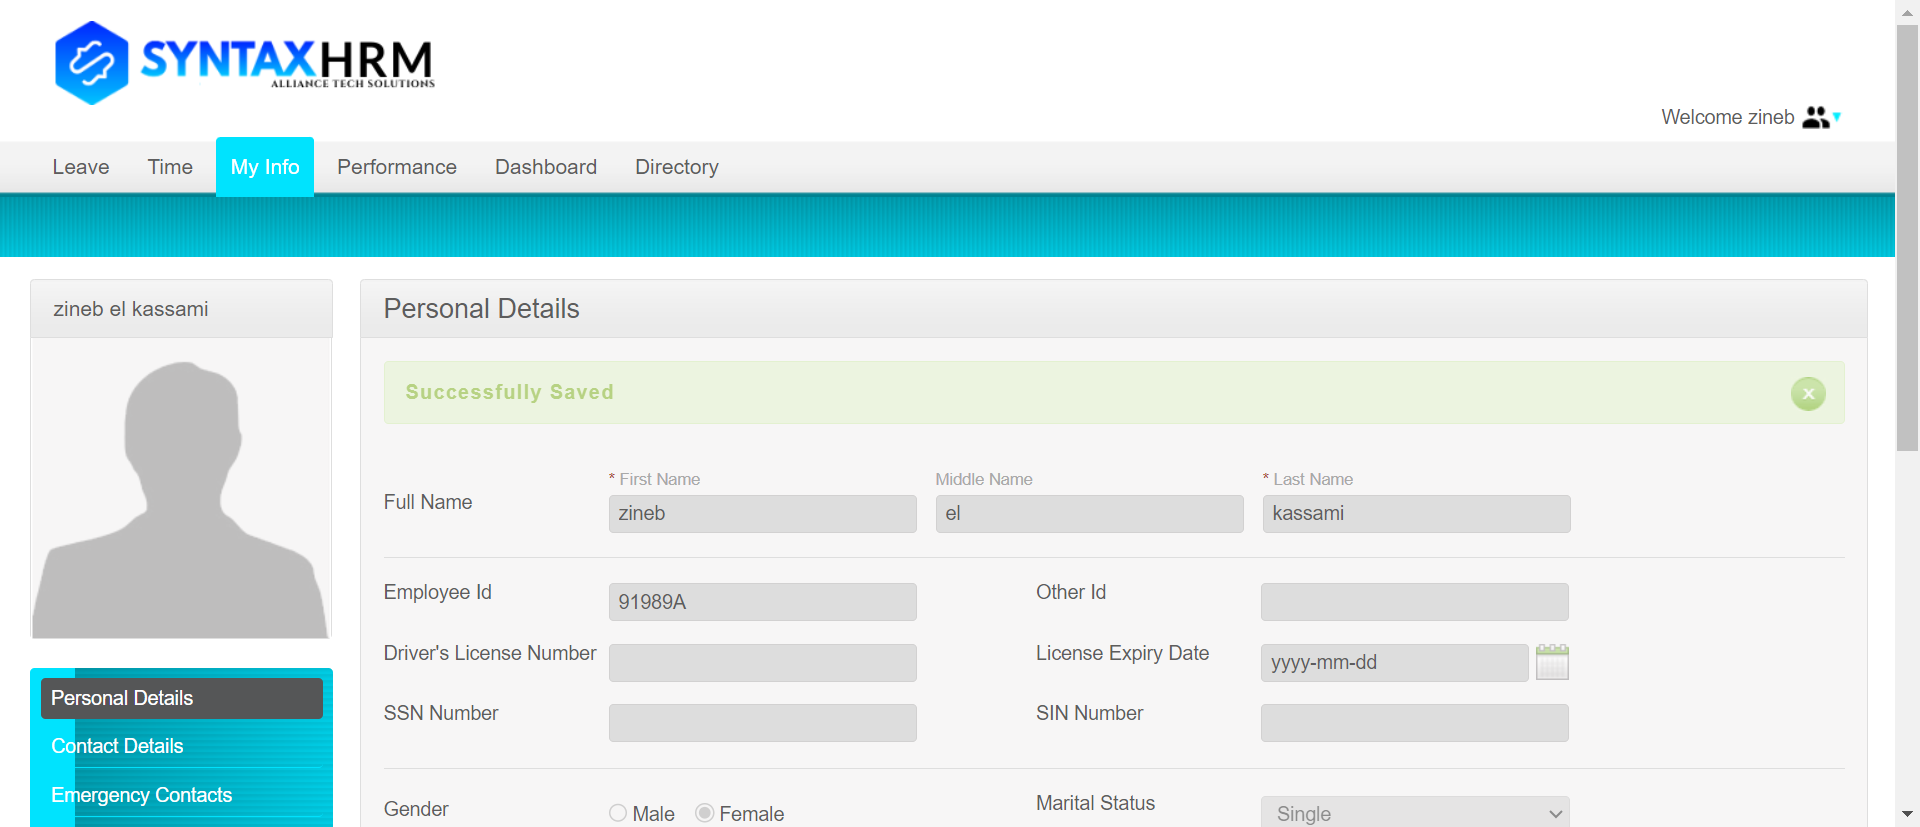 SYNTAXHRM
ALLIANCE TECH SOLUTIONS
Welcome zineb
Leave Time My Info Performance Dashboard Directory
zineb el kassami
Personal Details
Successfully Saved
* First Name Middle Name * Last Name
Full Name zineb el kassami
Employee Id 91989A Other Id
Driver's License Number License Expiry Date yyyy-mm-dd
SSN Number SIN Number
Gender Male Female Marital Status Single
Personal Details
Contact Details
Emergency Contacts